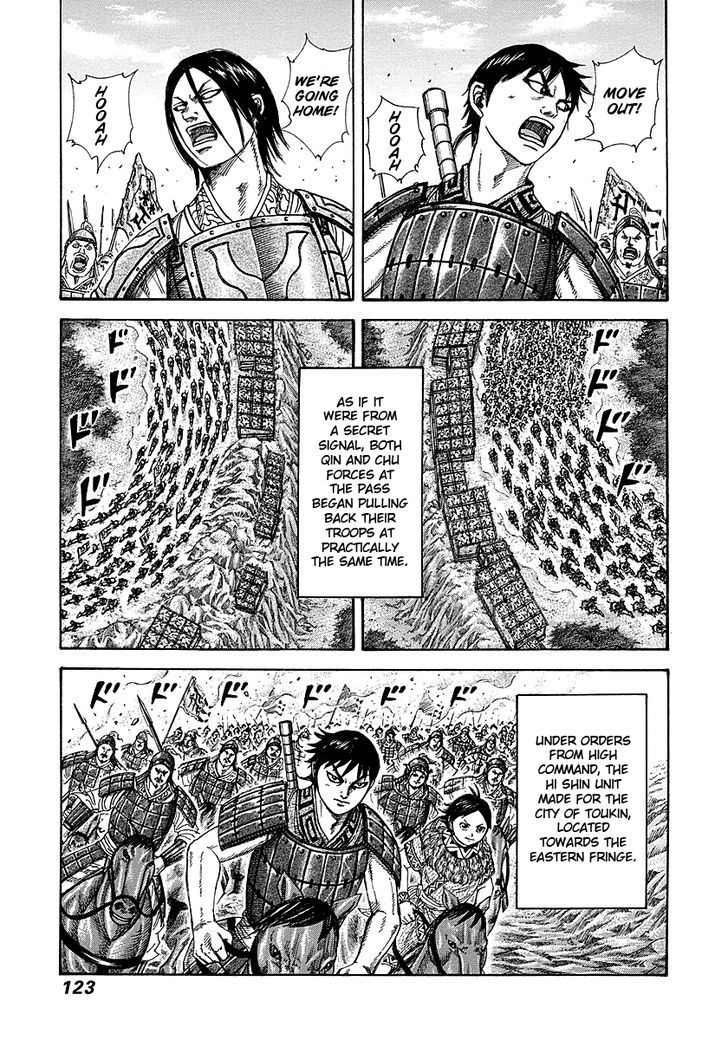 MOVE
OUT!
HOOAH
WE'RE
GOING
HOME!
HOOAH
ドドド
AS IF IT
WERE FROM
A SECRET
SIGNAL, BOTH
QIN AND CHU
FORCES AT
THE PASS
BEGAN PULLING
BACK THEIR
TROOPS AT
PRACTICALLY
THE SAME TIME.
ドドド
UNDER ORDERS
FROM HIGH
COMMAND, THE
HI SHIN UNIT
MADE FOR THE
CITY OF TOUKIN,
LOCATED
TOWARDS THE
EASTERN FRINGE.
ドドドドドド
123